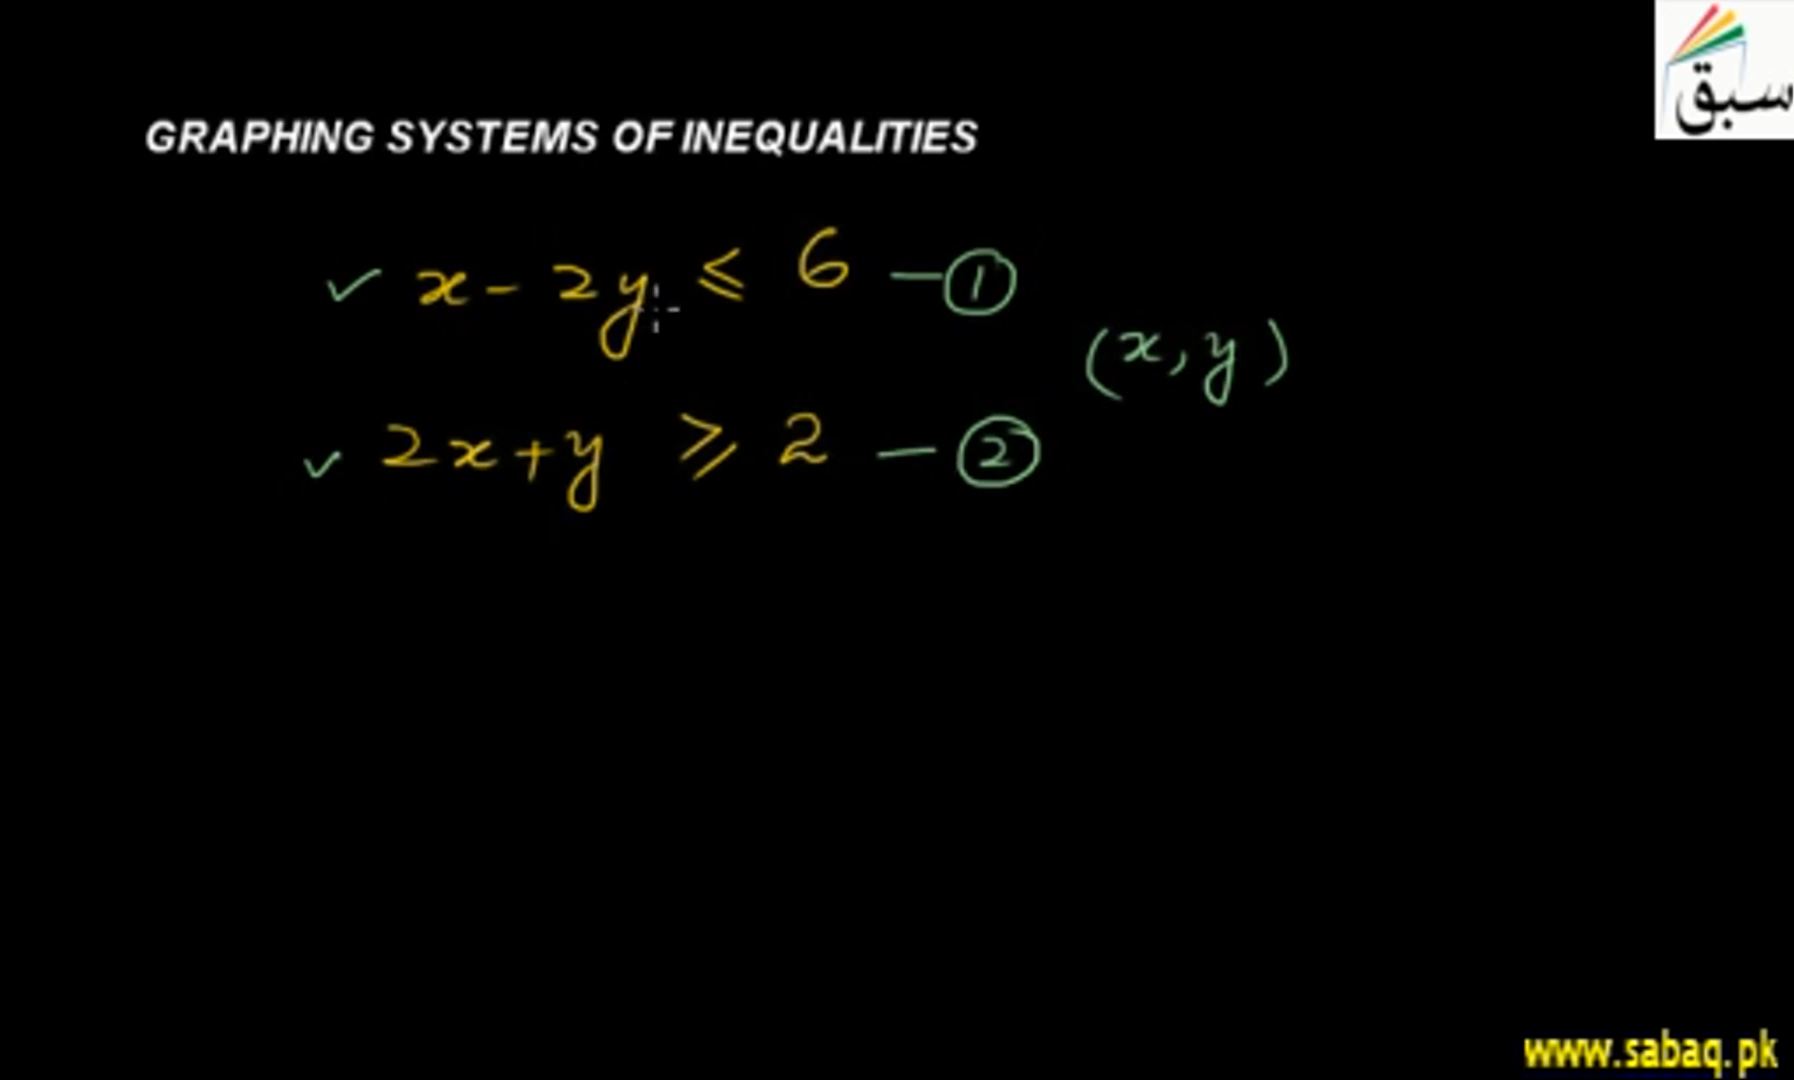 سبق
GRAPHING SYSTEMS OF INEQUALITIES
✓ x - 2y ≤ 6 — ①
(x, y)
✓ 2x + y ≥ 2 — ②
www.sabaq.pk